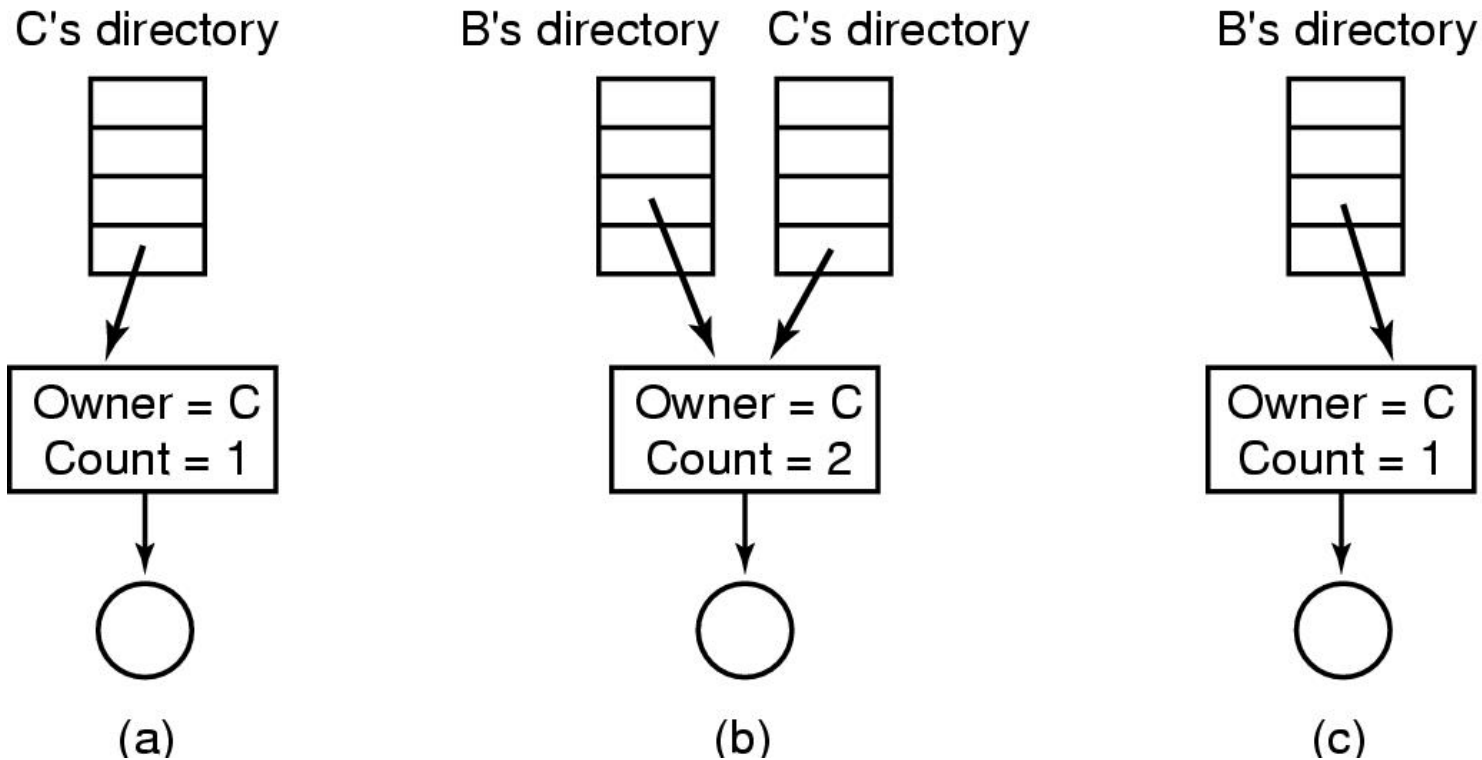 C's directory
B's directory C's directory
B's directory
Owner = C
Count = 1
Owner = C
Count = 2
Owner = C
Count = 1
(a)
(b)
(c)